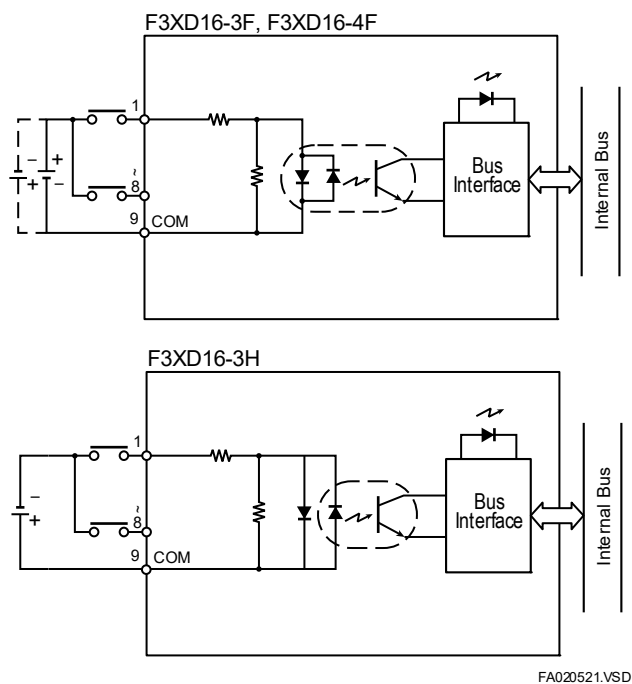 F3XD16-3F, F3XD16-4F
1
~
8
9 COM
− +
+ −
Bus
Interface
Internal Bus
F3XD16-3H
1
~
8
9 COM
−
+
Bus
Interface
Internal Bus
FA020521.VSD